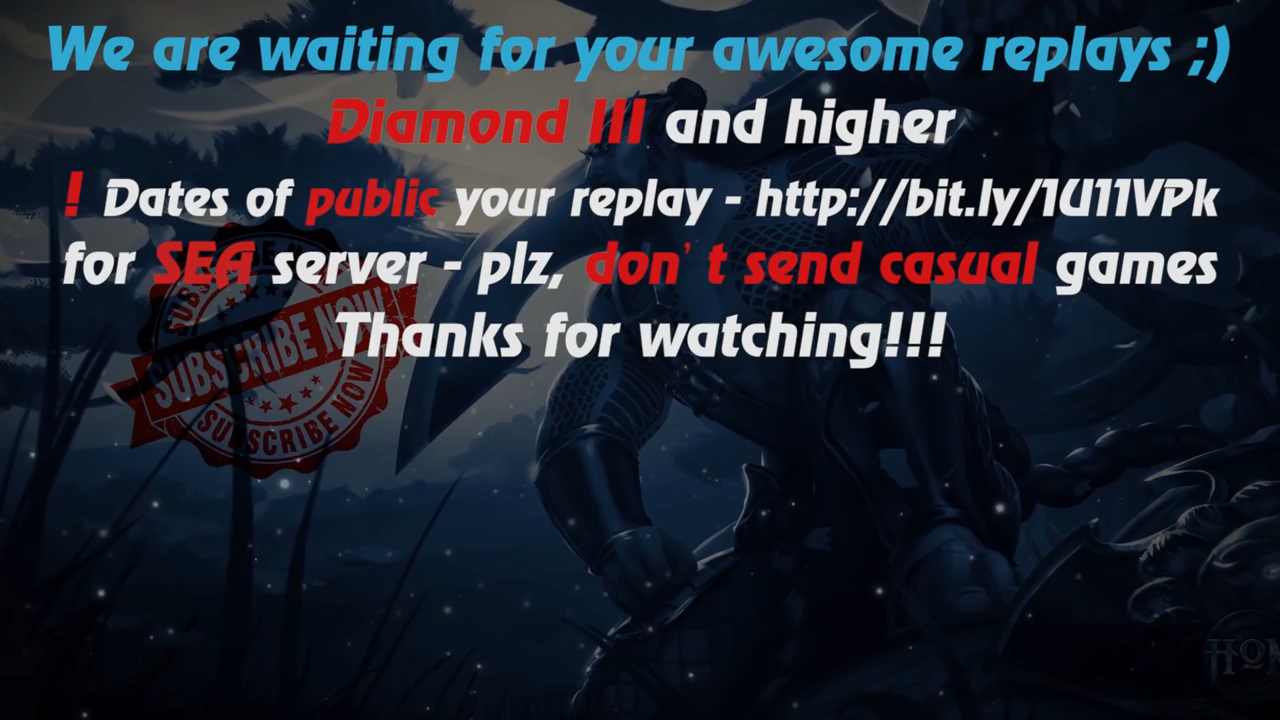 We are waiting for your awesome replays ;)
Diamond III and higher
! Dates of public your replay - http://bit.ly/1U11VPk
for SEA server - plz, don't send casual games
Thanks for watching!!!
SUBSCRIBE NOW
SUBSCRIBE NOW